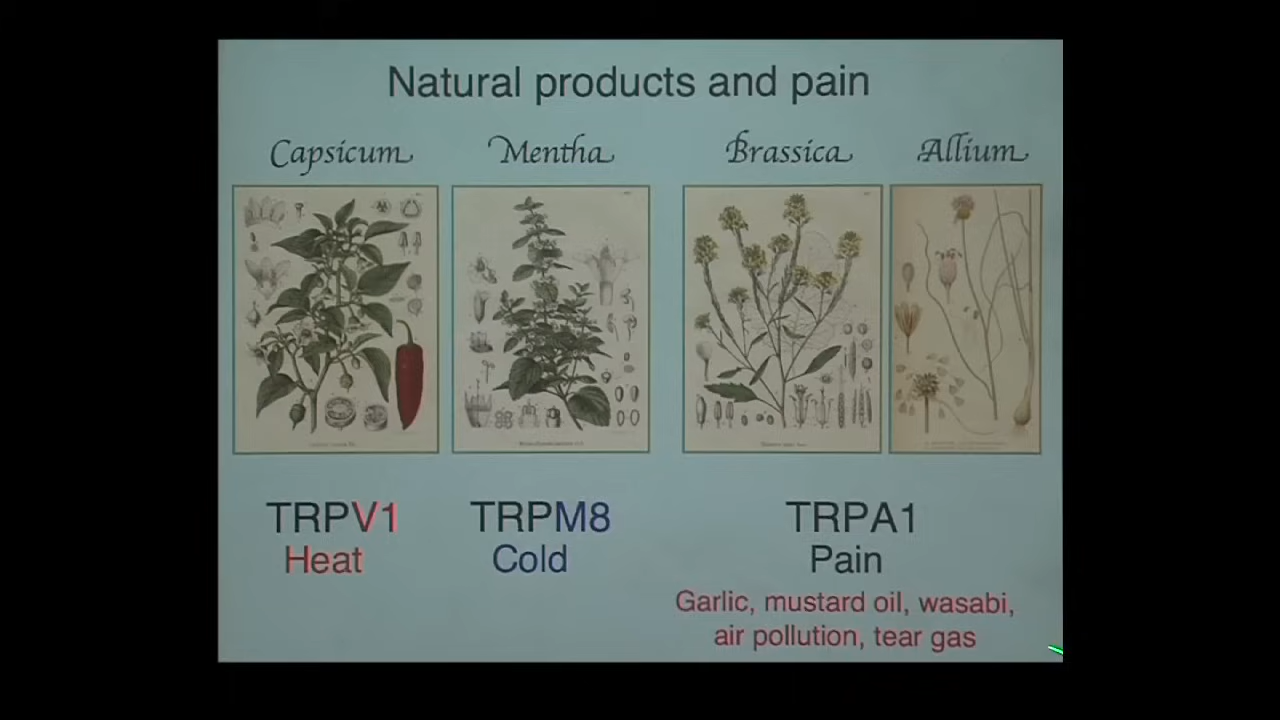 Natural products and pain
Capsicum
Mentha
Brassica
Allium
TRPV1
Heat
TRPM8
Cold
TRPA1
Pain
Garlic, mustard oil, wasabi,
air pollution, tear gas